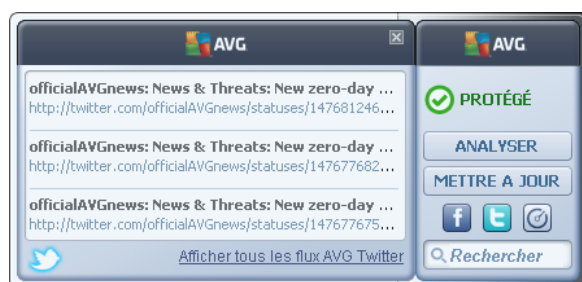 AVG
officialAVGnews: News & Threats: New zero-day ...
http://twitter.com/officialAVGnews/statuses/147681246...
officialAVGnews: News & Threats: New zero-day ...
http://twitter.com/officialAVGnews/statuses/147677682...
officialAVGnews: News & Threats: New zero-day ...
http://twitter.com/officialAVGnews/statuses/147677675...
Afficher tous les flux AVG Twitter
AVG
PROTÉGÉ
ANALYSER
METTRE A JOUR
f t
Rechercher